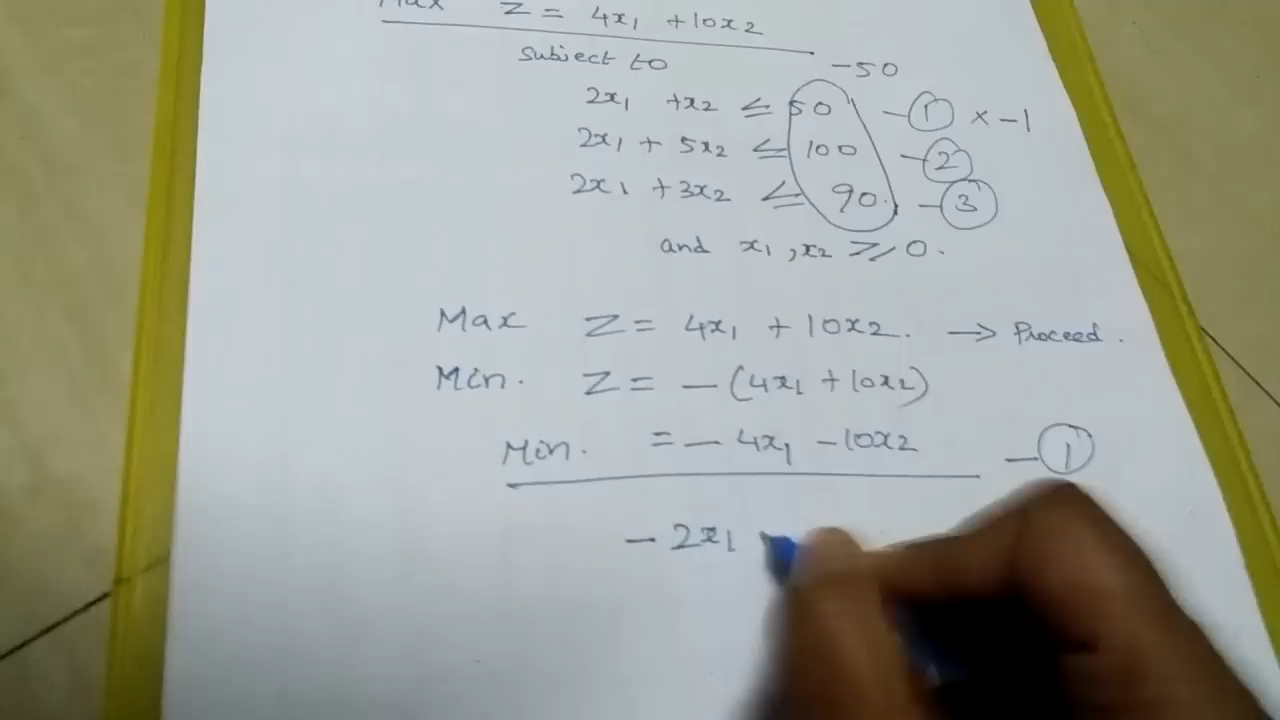 Max Z = 4x1 + 10x2
Subject to
-50
2x1 + x2 ≤ 50 - ① × -1
2x1 + 5x2 ≤ 100 - ②
2x1 + 3x2 ≤ 90. - ③
and x1, x2 ≥ 0.
Max Z = 4x1 + 10x2. → Proceed.
Min. Z = - (4x1 + 10x2)
Min. = - 4x1 - 10x2 - ①
- 2x1